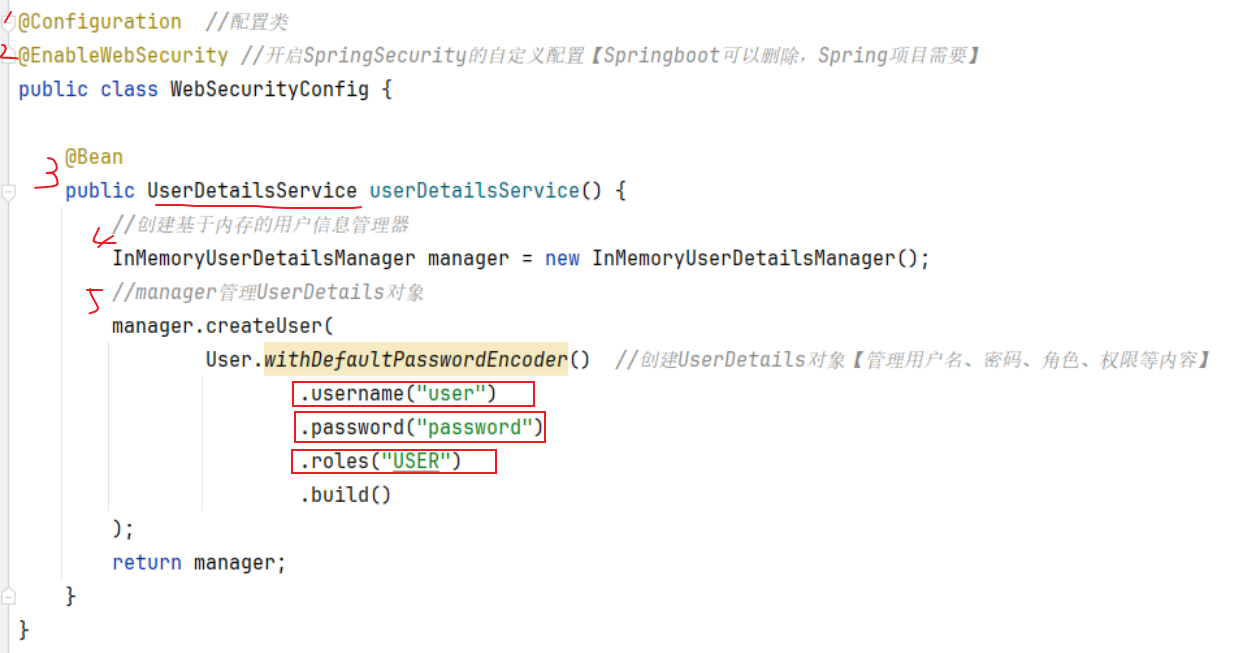 1 @Configuration //配置类
2 @EnableWebSecurity //开启SpringSecurity的自定义配置【Springboot可以删除，Spring项目需要】
public class WebSecurityConfig {
3 @Bean
public UserDetailsService userDetailsService() {
//创建基于内存的用户信息管理器
4 InMemoryUserDetailsManager manager = new InMemoryUserDetailsManager();
5 //manager管理UserDetails对象
manager.createUser(
User.withDefaultPasswordEncoder() //创建UserDetails对象【管理用户名、密码、角色、权限等内容】
.username("user")
.password("password")
.roles("USER")
.build()
);
return manager;
}
}